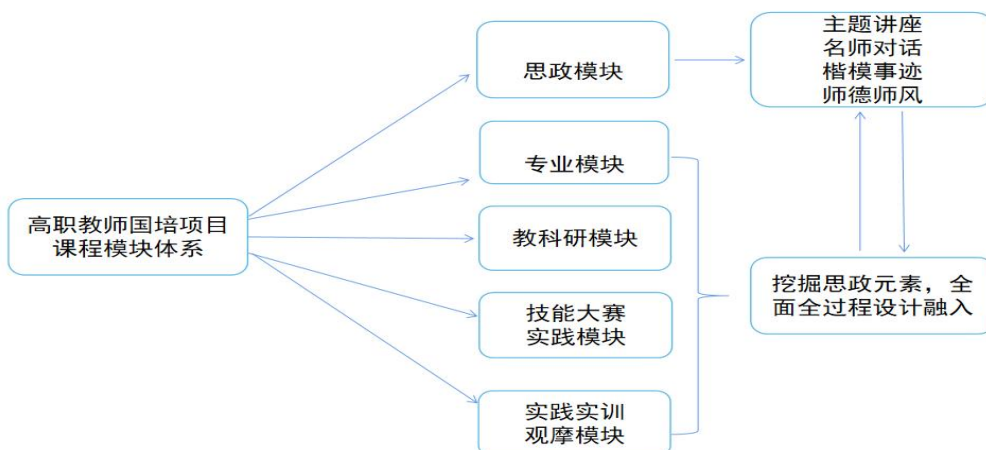 高职教师国培项目
课程模块体系
思政模块
专业模块
教科研模块
技能大赛
实践模块
实践实训
观摩模块
主题讲座
名师对话
楷模事迹
师德师风
挖掘思政元素，全
面全过程设计融入